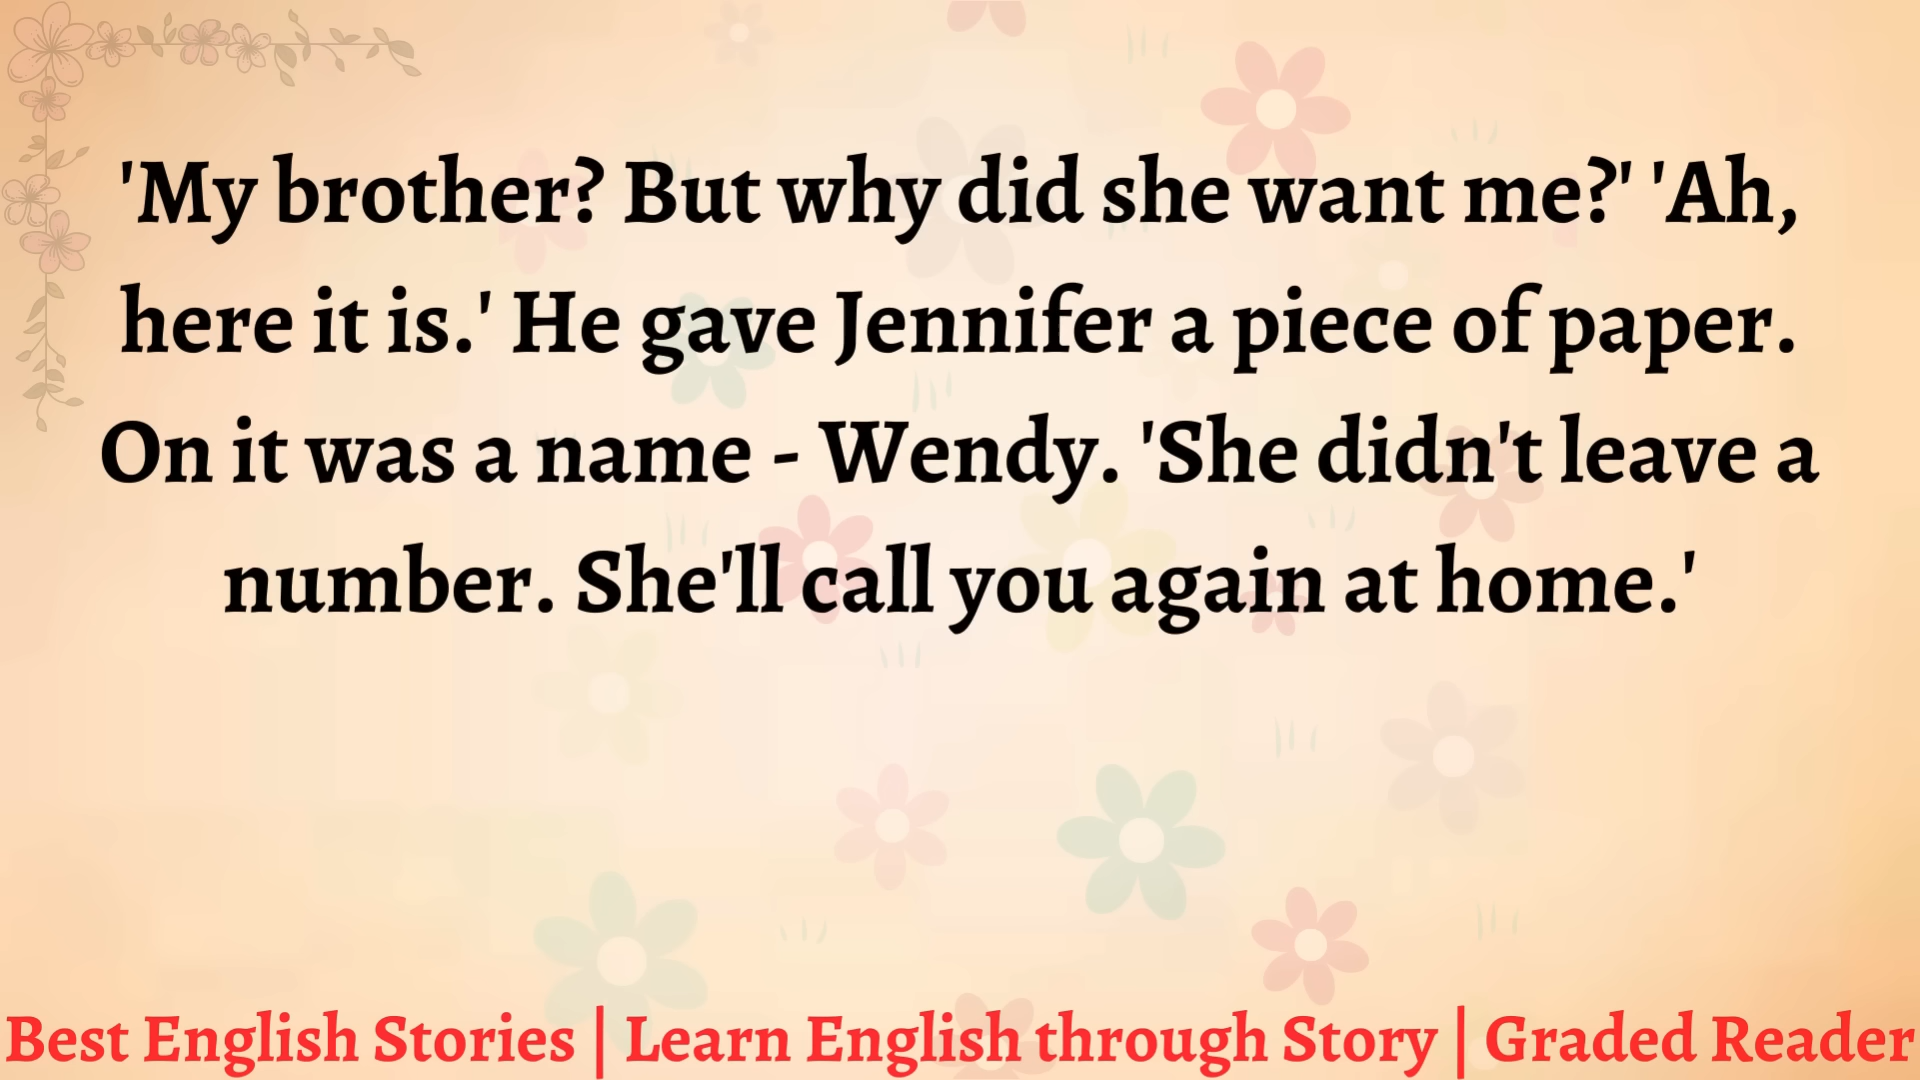 'My brother? But why did she want me?' 'Ah,
here it is.' He gave Jennifer a piece of paper.
On it was a name - Wendy. 'She didn't leave a
number. She'll call you again at home.'
Best English Stories | Learn English through Story | Graded Reader